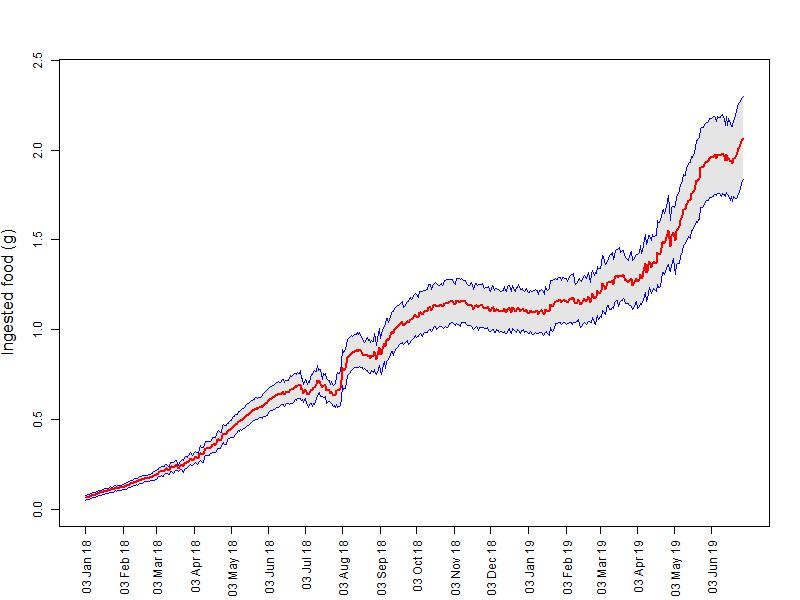 Ingested food (g)
2.5
2.0
1.5
1.0
0.5
0.0
03 Jan 18
03 Feb 18
03 Mar 18
03 Apr 18
03 May 18
03 Jun 18
03 Jul 18
03 Aug 18
03 Sep 18
03 Oct 18
03 Nov 18
03 Dec 18
03 Jan 19
03 Feb 19
03 Mar 19
03 Apr 19
03 May 19
03 Jun 19